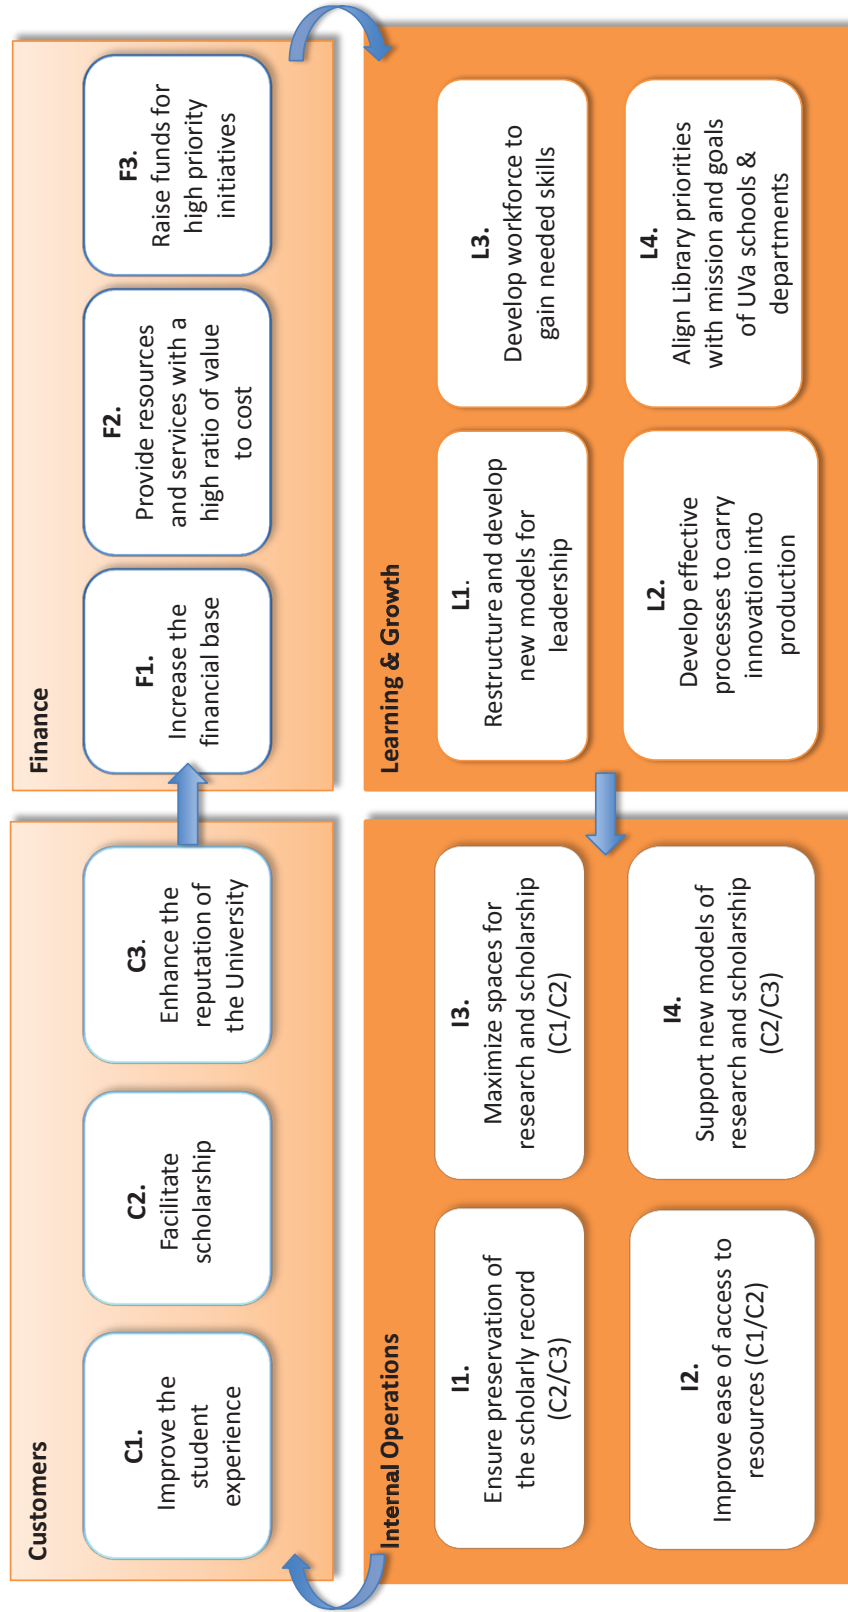 Customers
C1.
Improve the
student
experience
C2.
Facilitate
scholarship
C3.
Enhance the
reputation of
the University
Finance
F1.
Increase the
financial base
F2.
Provide resources
and services with a
high ratio of value
to cost
F3.
Raise funds for
high priority
initiatives
Internal Operations
I1.
Ensure preservation of
the scholarly record
(C2/C3)
I3.
Maximize spaces for
research and scholarship
(C1/C2)
I2.
Improve ease of access to
resources (C1/C2)
I4.
Support new models of
research and scholarship
(C2/C3)
Learning & Growth
L1.
Restructure and develop
new models for
leadership
L3.
Develop workforce to
gain needed skills
L2.
Develop effective
processes to carry
innovation into
production
L4.
Align Library priorities
with mission and goals
of UVa schools &
departments